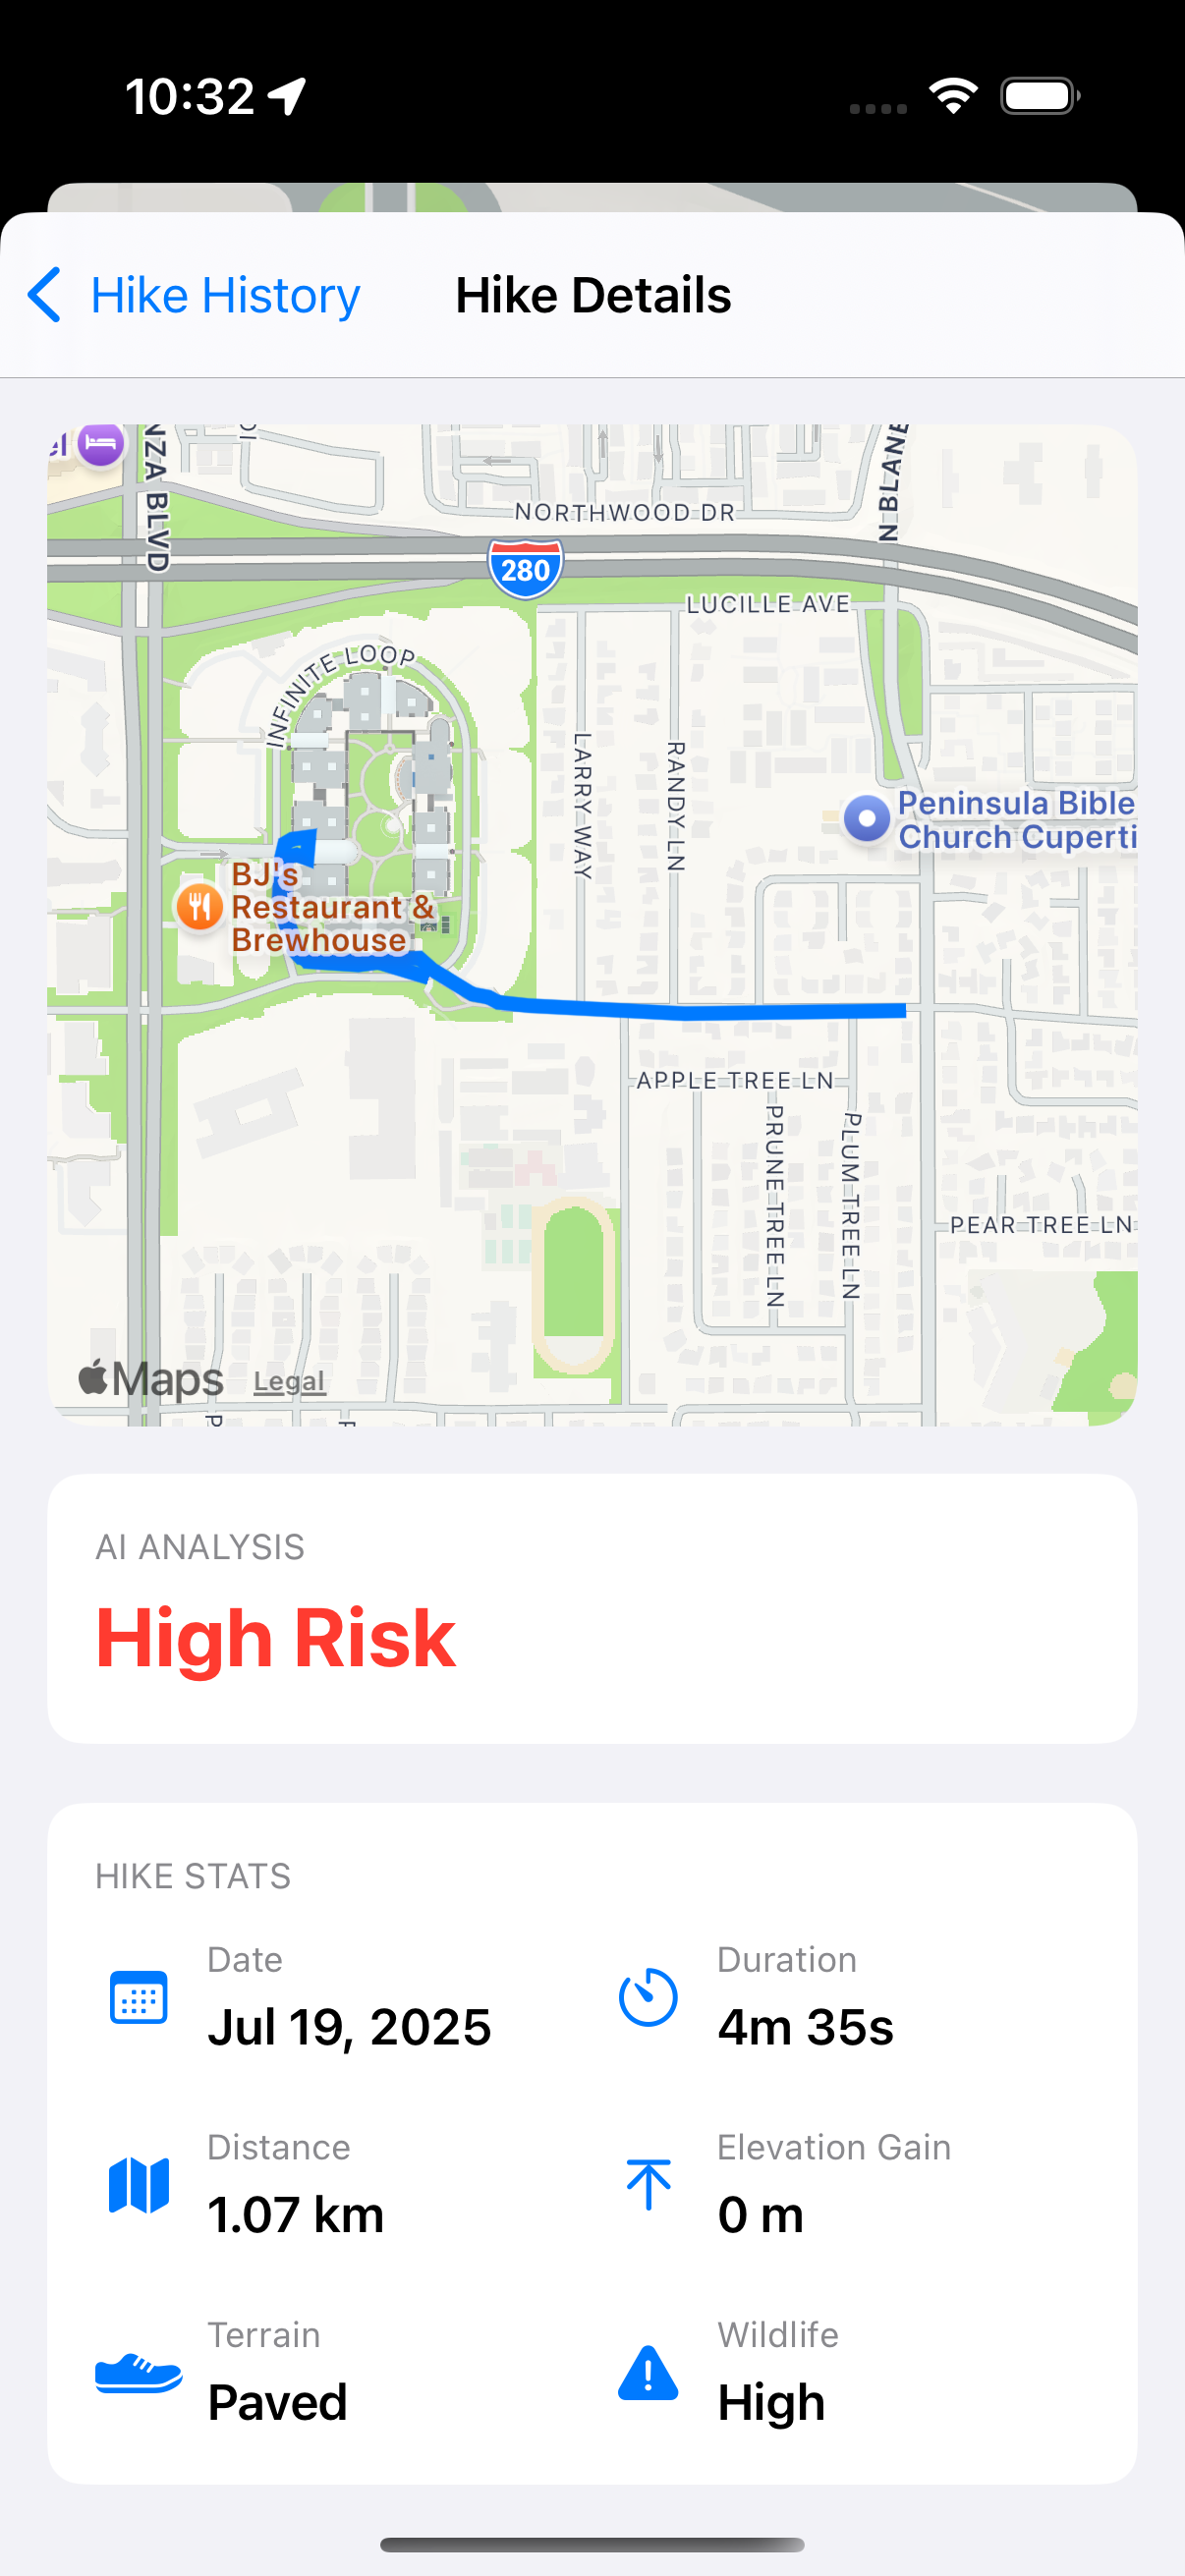 10:32
Hike History
Hike Details
el
NZA BLVD
NORTHWOOD DR
N BLANE
280
LUCILLE AVE
INFINITE LOOP
LARRY WAY
RANDY LN
Peninsula Bible
Church Cuperti
BJ's
Restaurant &
Brewhouse
APPLE TREE LN
PRUNE TREE LN
PLUM TREE LN
PEAR TREE LN
Maps
Legal
AI ANALYSIS
High Risk
HIKE STATS
Date
Jul 19, 2025
Duration
4m 35s
Distance
1.07 km
Elevation Gain
0 m
Terrain
Paved
Wildlife
High